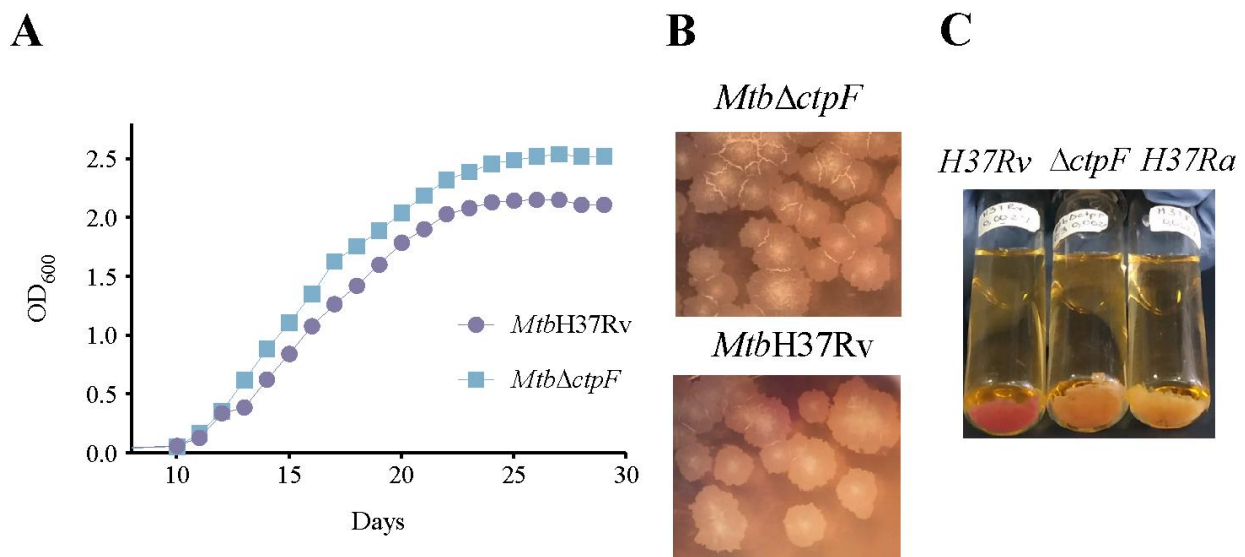 A
B
C
OD600
2.5
2.0
1.5
1.0
0.5
0.0
10
15
20
25
30
Days
MtbH37Rv
MtbΔctpF
MtbΔctpF
MtbH37Rv
H37Rv ΔctpF H37Ra